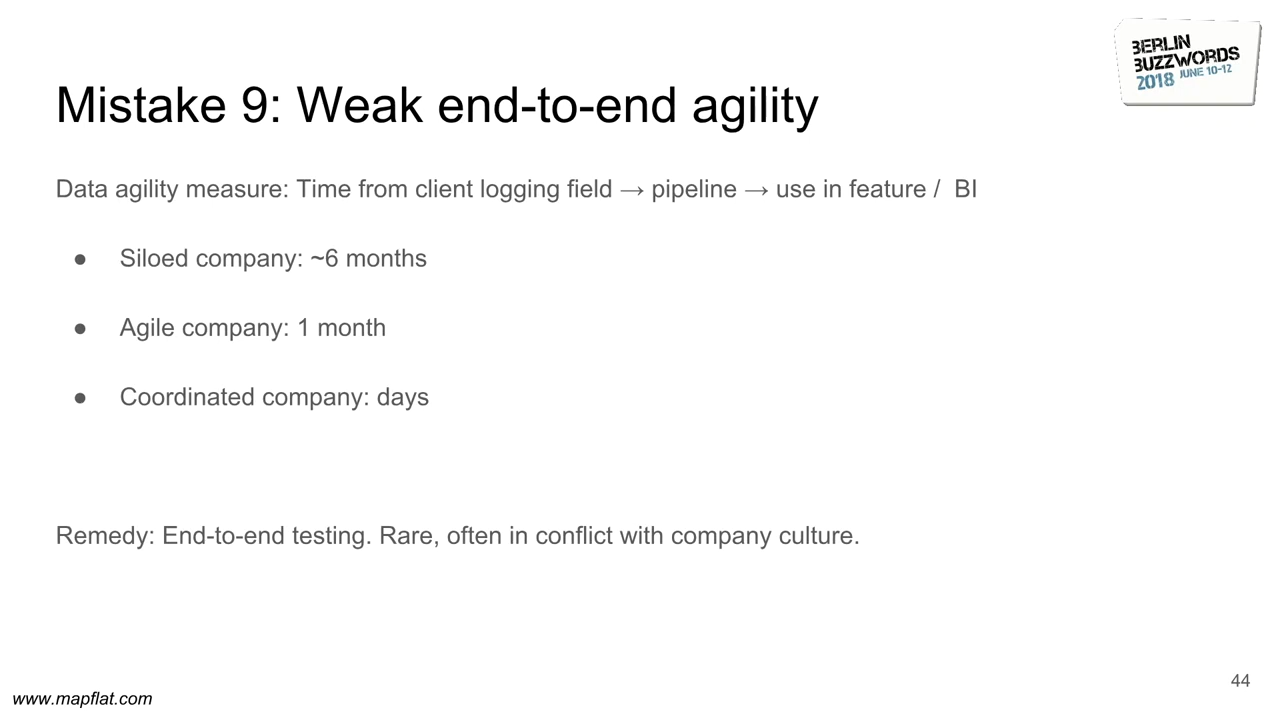 BERLIN
BUZZWORDS
2018 JUNE 10-12
Mistake 9: Weak end-to-end agility
Data agility measure: Time from client logging field → pipeline → use in feature /  BI
● Siloed company: ~6 months
● Agile company: 1 month
● Coordinated company: days
Remedy: End-to-end testing. Rare, often in conflict with company culture.
44
www.mapflat.com